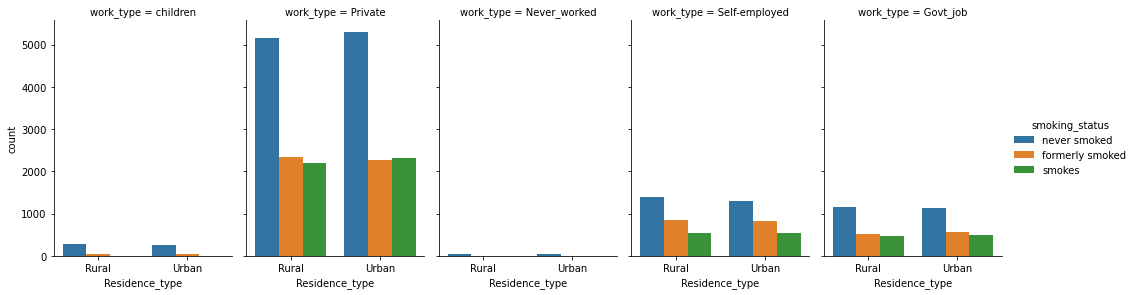 work_type = children
work_type = Private
work_type = Never_worked
work_type = Self-employed
work_type = Govt_job
count
5000
4000
3000
2000
1000
0
Rural Urban
Residence_type
Rural Urban
Residence_type
Rural Urban
Residence_type
Rural Urban
Residence_type
Rural Urban
Residence_type
smoking_status
never smoked
formerly smoked
smokes